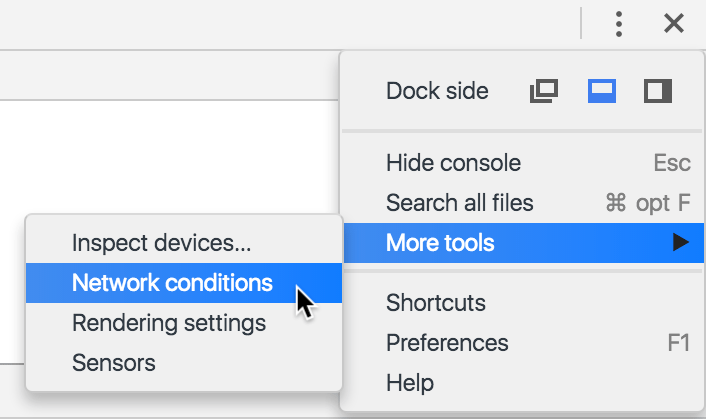 Dock side
Hide console Esc
Search all files ⌘ opt F
More tools
Inspect devices...
Network conditions
Rendering settings
Sensors
Shortcuts
Preferences F1
Help